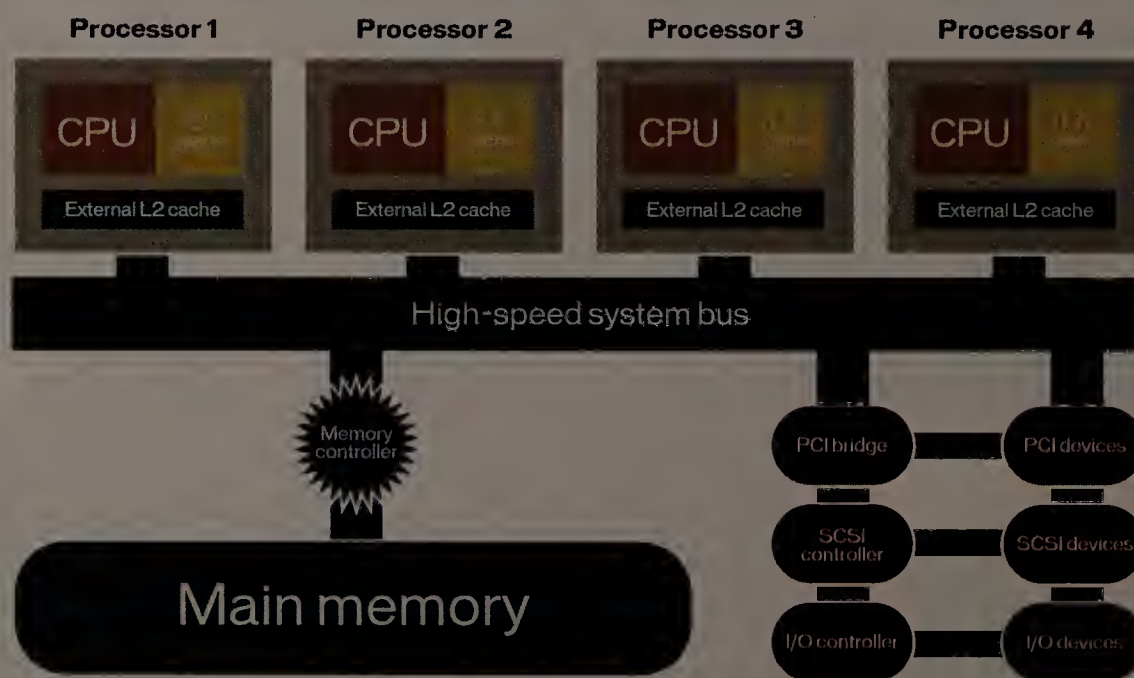 Processor 1
Processor 2
Processor 3
Processor 4
CPU
CPU
CPU
CPU
External L2 cache
External L2 cache
External L2 cache
External L2 cache
High-speed system bus
Memory
controller
PCI bridge
PCI devices
SCSI
controller
SCSI devices
Main memory
I/O controller
I/O devices